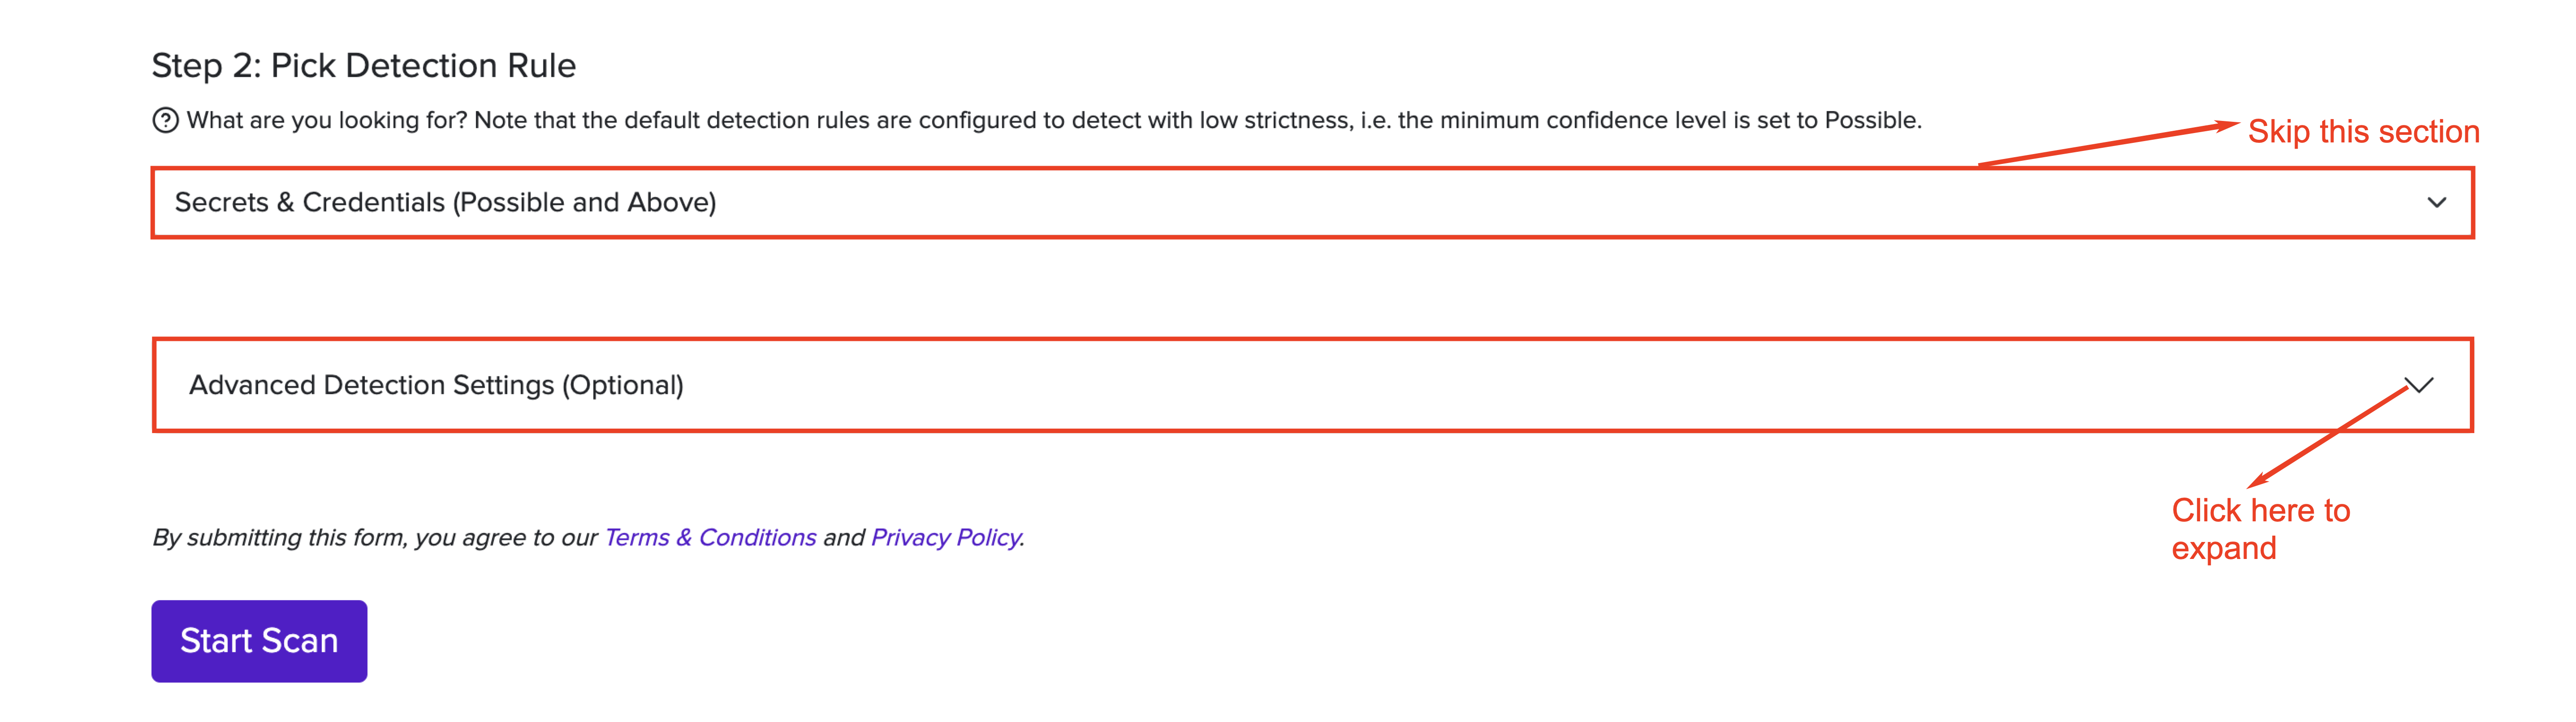 Step 2: Pick Detection Rule
What are you looking for? Note that the default detection rules are configured to detect with low strictness, i.e. the minimum confidence level is set to Possible.
Skip this section
Secrets & Credentials (Possible and Above)
Advanced Detection Settings (Optional)
Click here to
expand
By submitting this form, you agree to our Terms & Conditions and Privacy Policy.
Start Scan